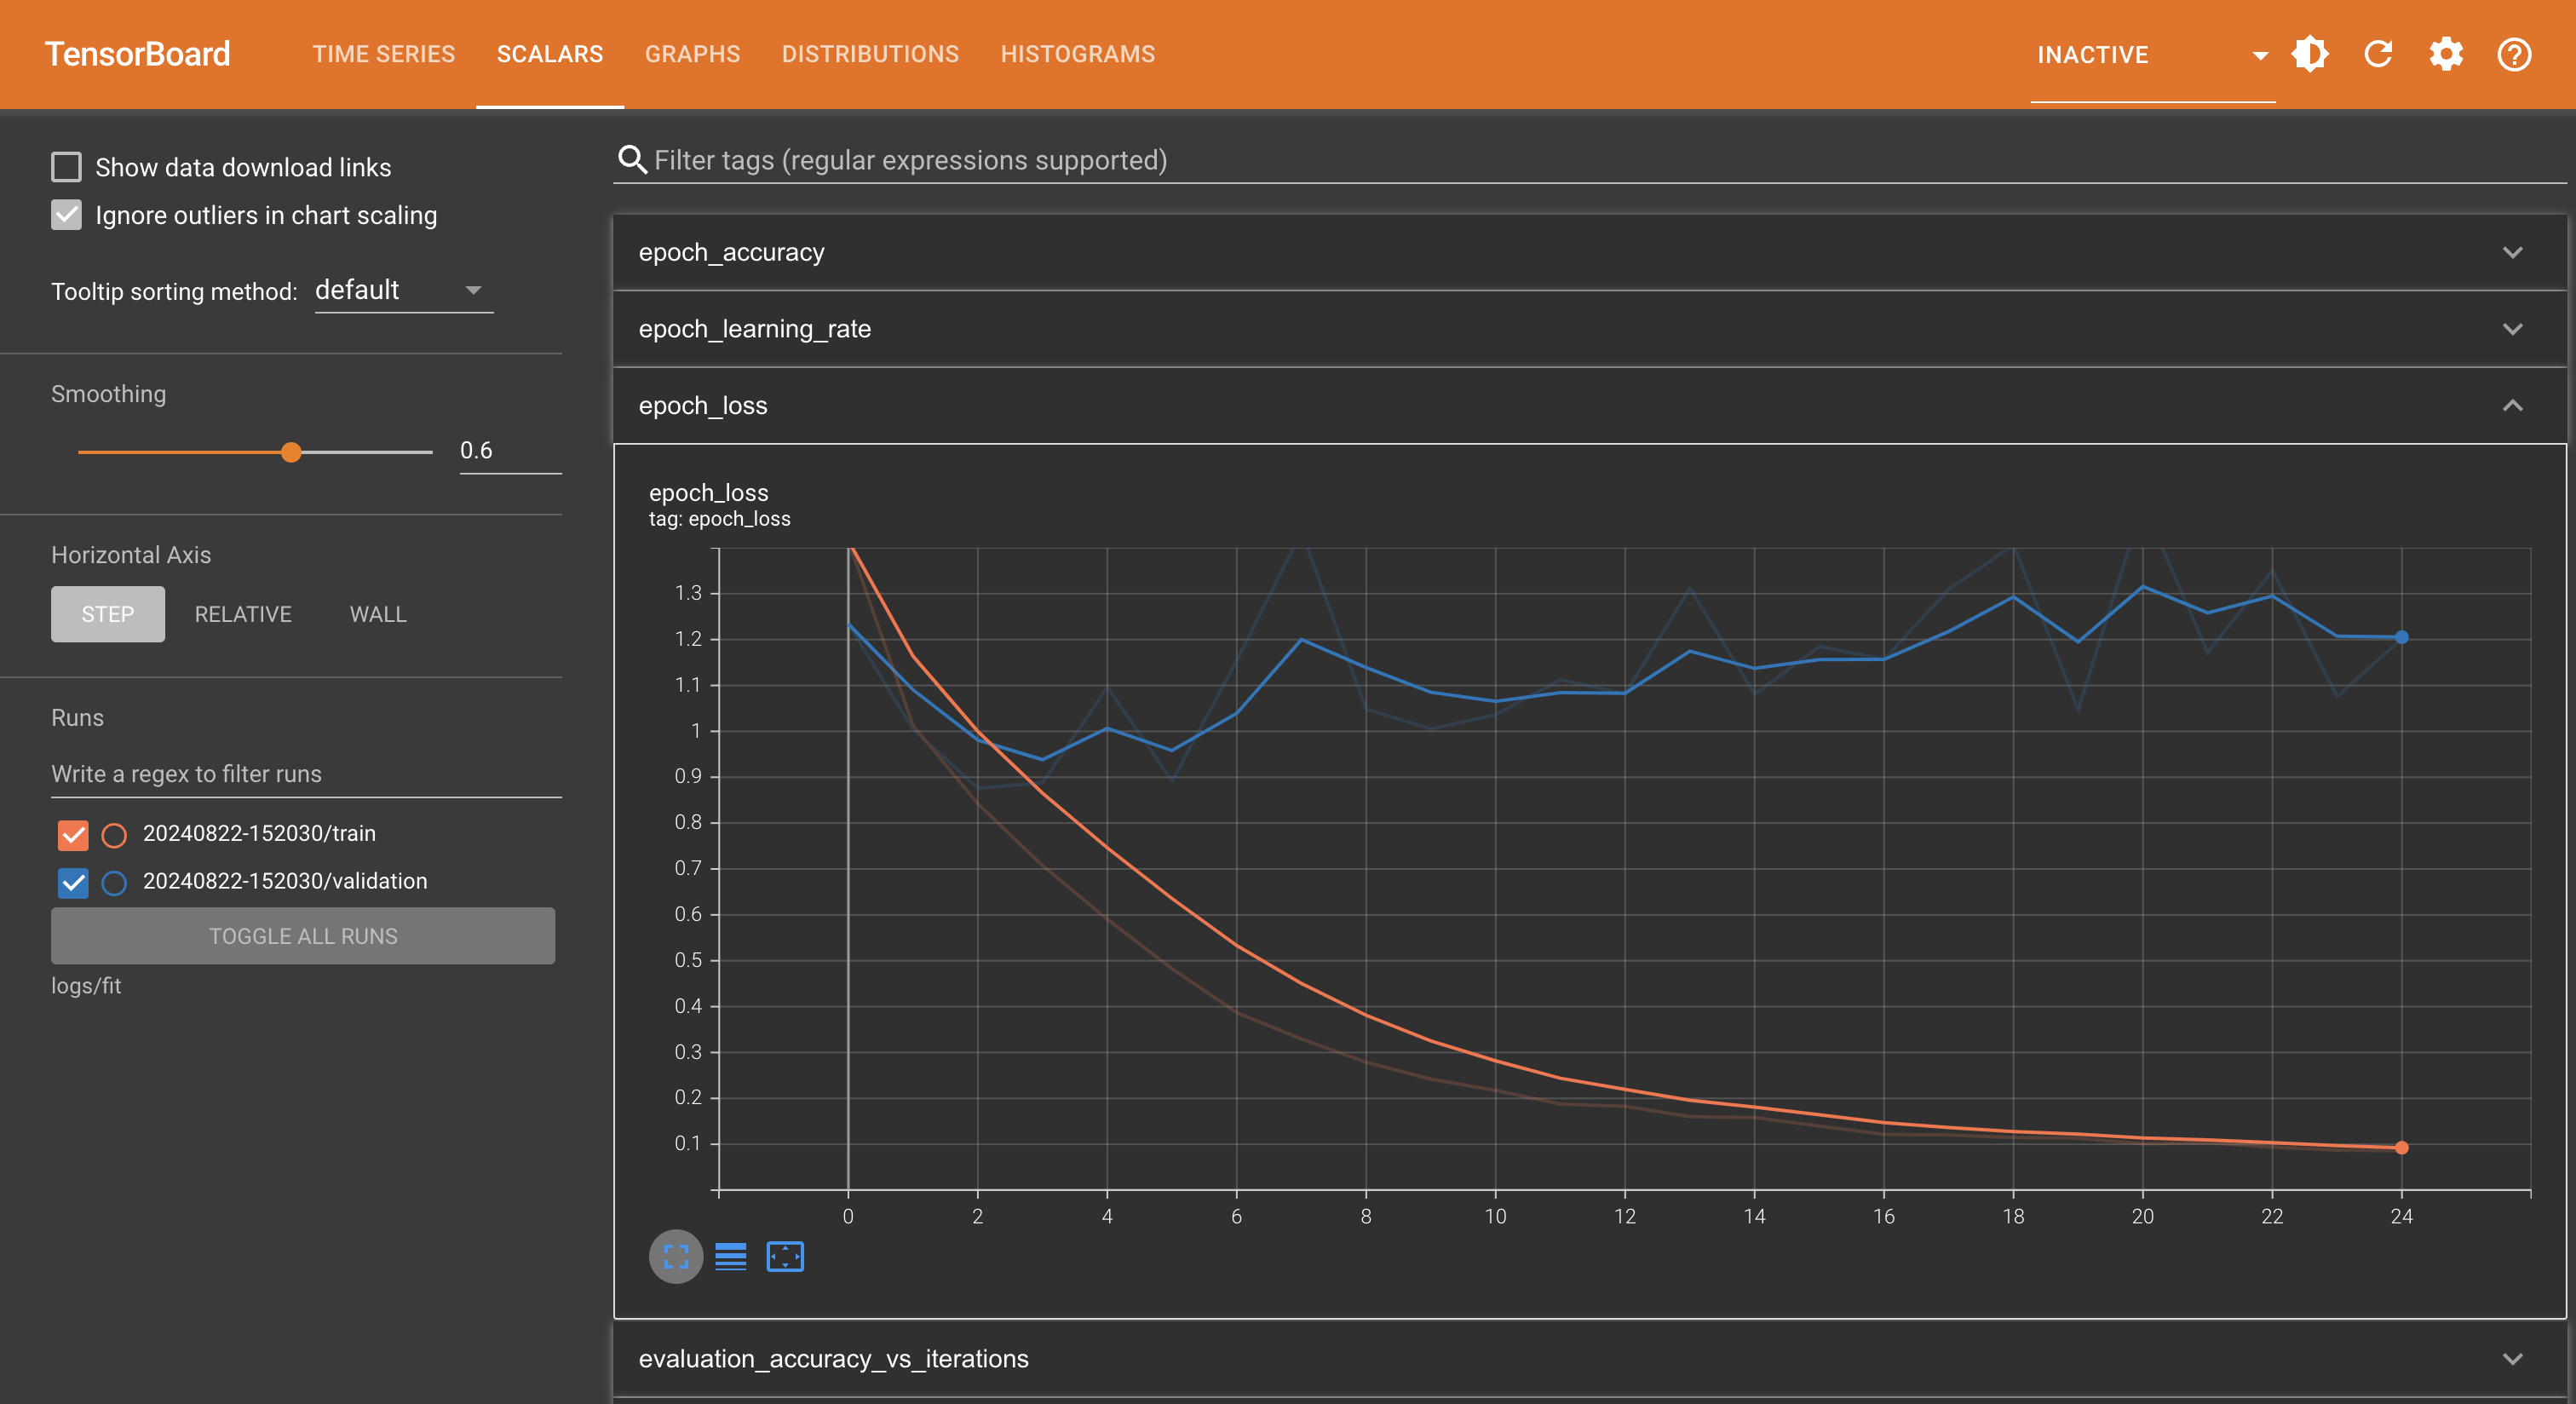 TensorBoard
TIME SERIES
SCALARS
GRAPHS
DISTRIBUTIONS
HISTOGRAMS
INACTIVE
Show data download links
Ignore outliers in chart scaling
Tooltip sorting method: default
Smoothing
0.6
Horizontal Axis
STEP
RELATIVE
WALL
Runs
Write a regex to filter runs
20240822-152030/train
20240822-152030/validation
TOGGLE ALL RUNS
logs/fit
Filter tags (regular expressions supported)
epoch_accuracy
epoch_learning_rate
epoch_loss
epoch_loss
tag: epoch_loss
1.3
1.2
1.1
1
0.9
0.8
0.7
0.6
0.5
0.4
0.3
0.2
0.1
0 2 4 6 8 10 12 14 16 18 20 22 24
evaluation_accuracy_vs_iterations